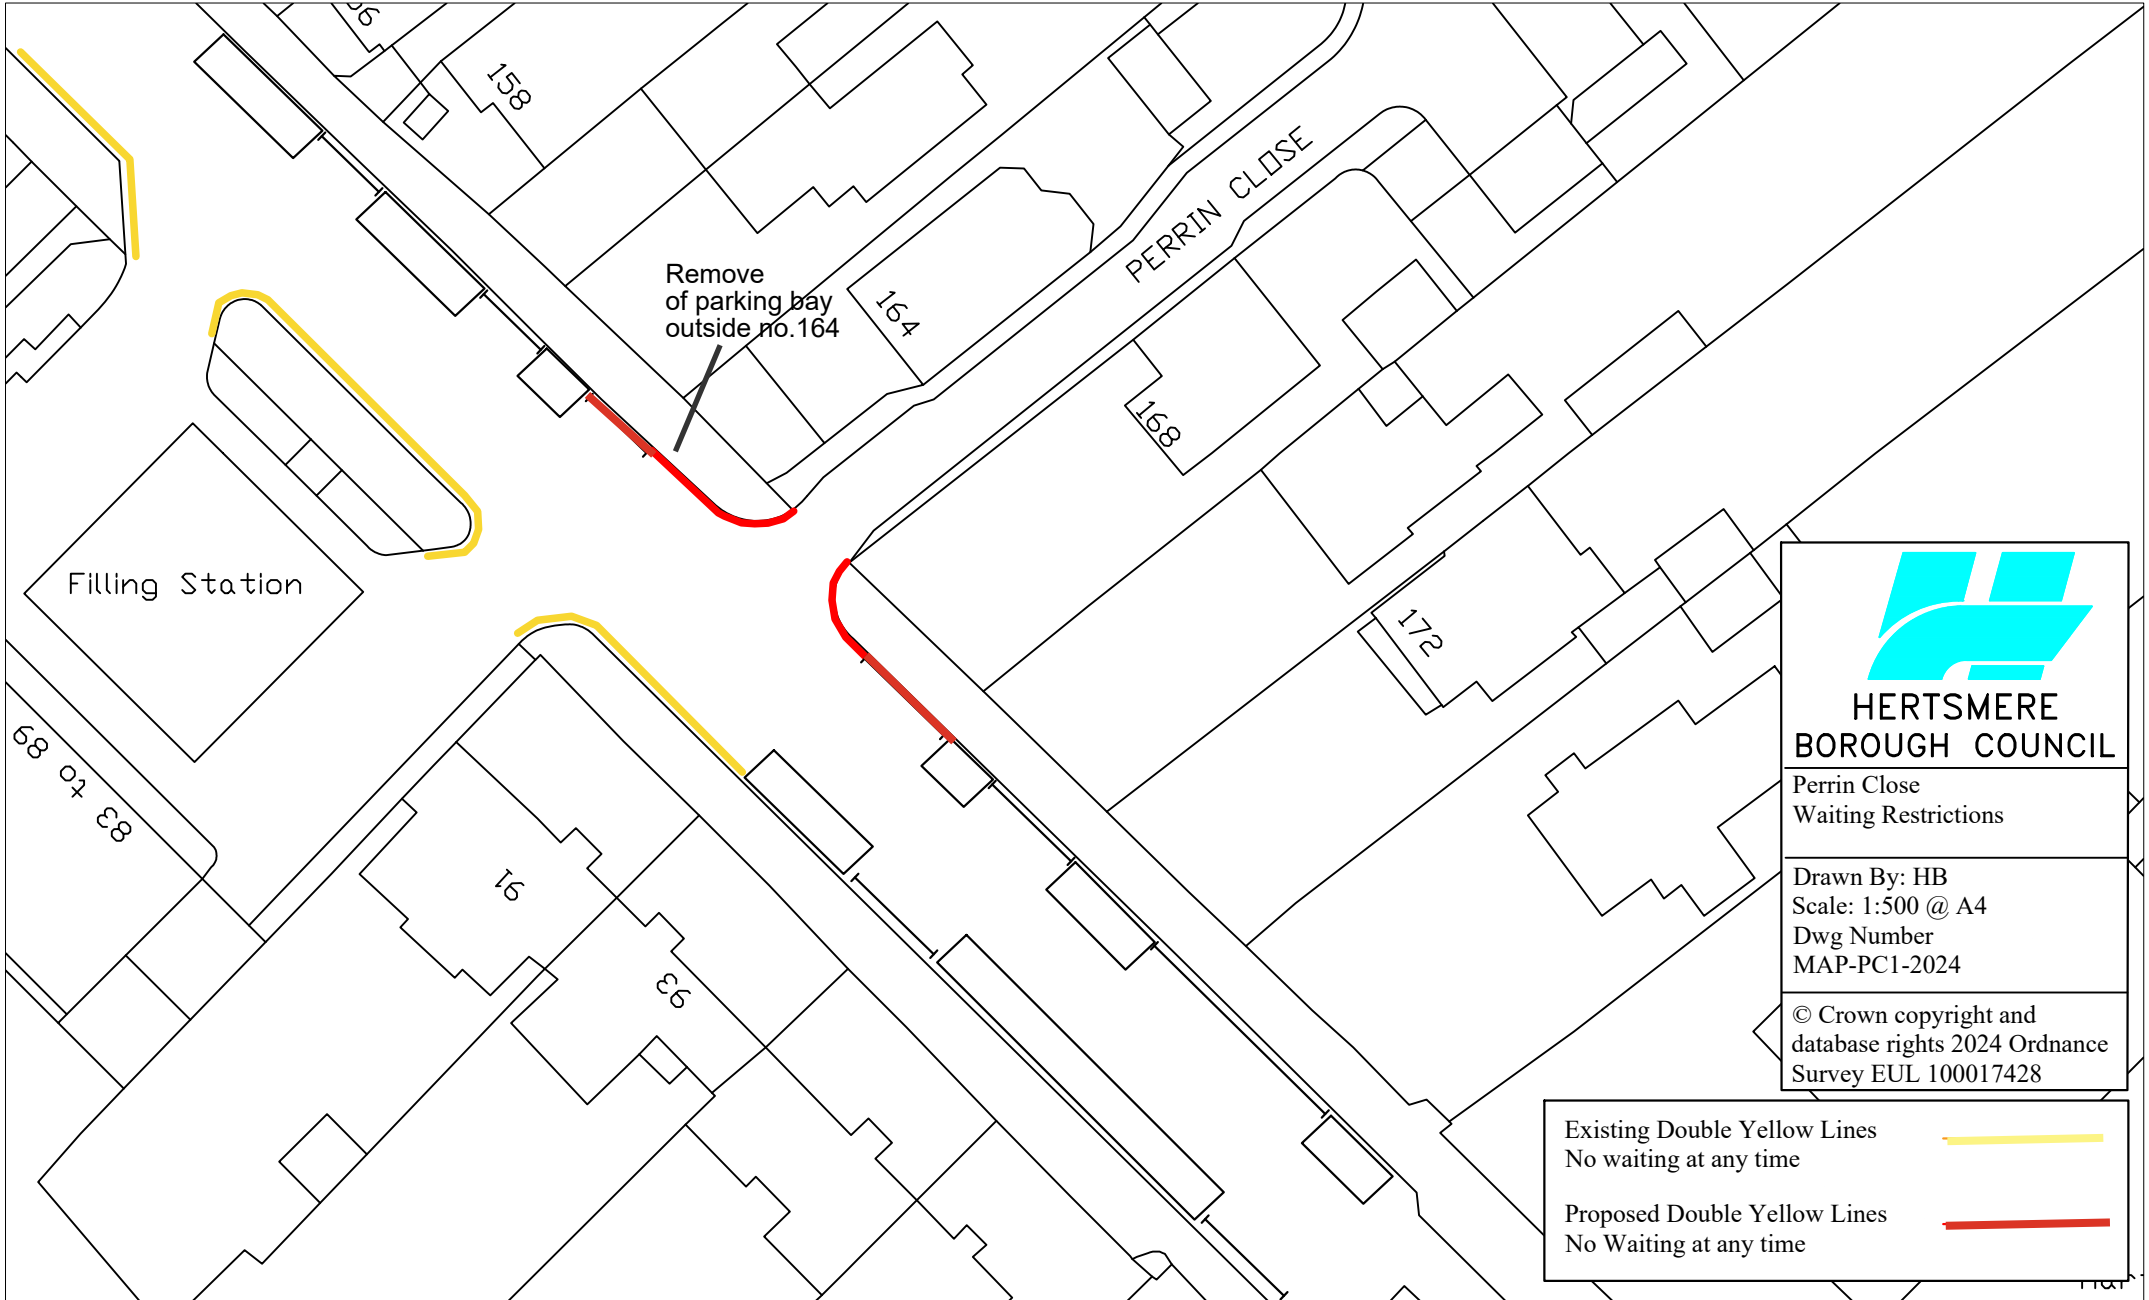 158
PERRIN CLOSE
Remove
of parking bay
outside no.164
164
168
Filling Station
172
83 to 89
91
93
HERTSMERE
BOROUGH COUNCIL
Perrin Close
Waiting Restrictions
Drawn By: HB
Scale: 1:500 @ A4
Dwg Number
MAP-PC1-2024
© Crown copyright and
database rights 2024 Ordnance
Survey EUL 100017428
Existing Double Yellow Lines
No waiting at any time
Proposed Double Yellow Lines
No Waiting at any time